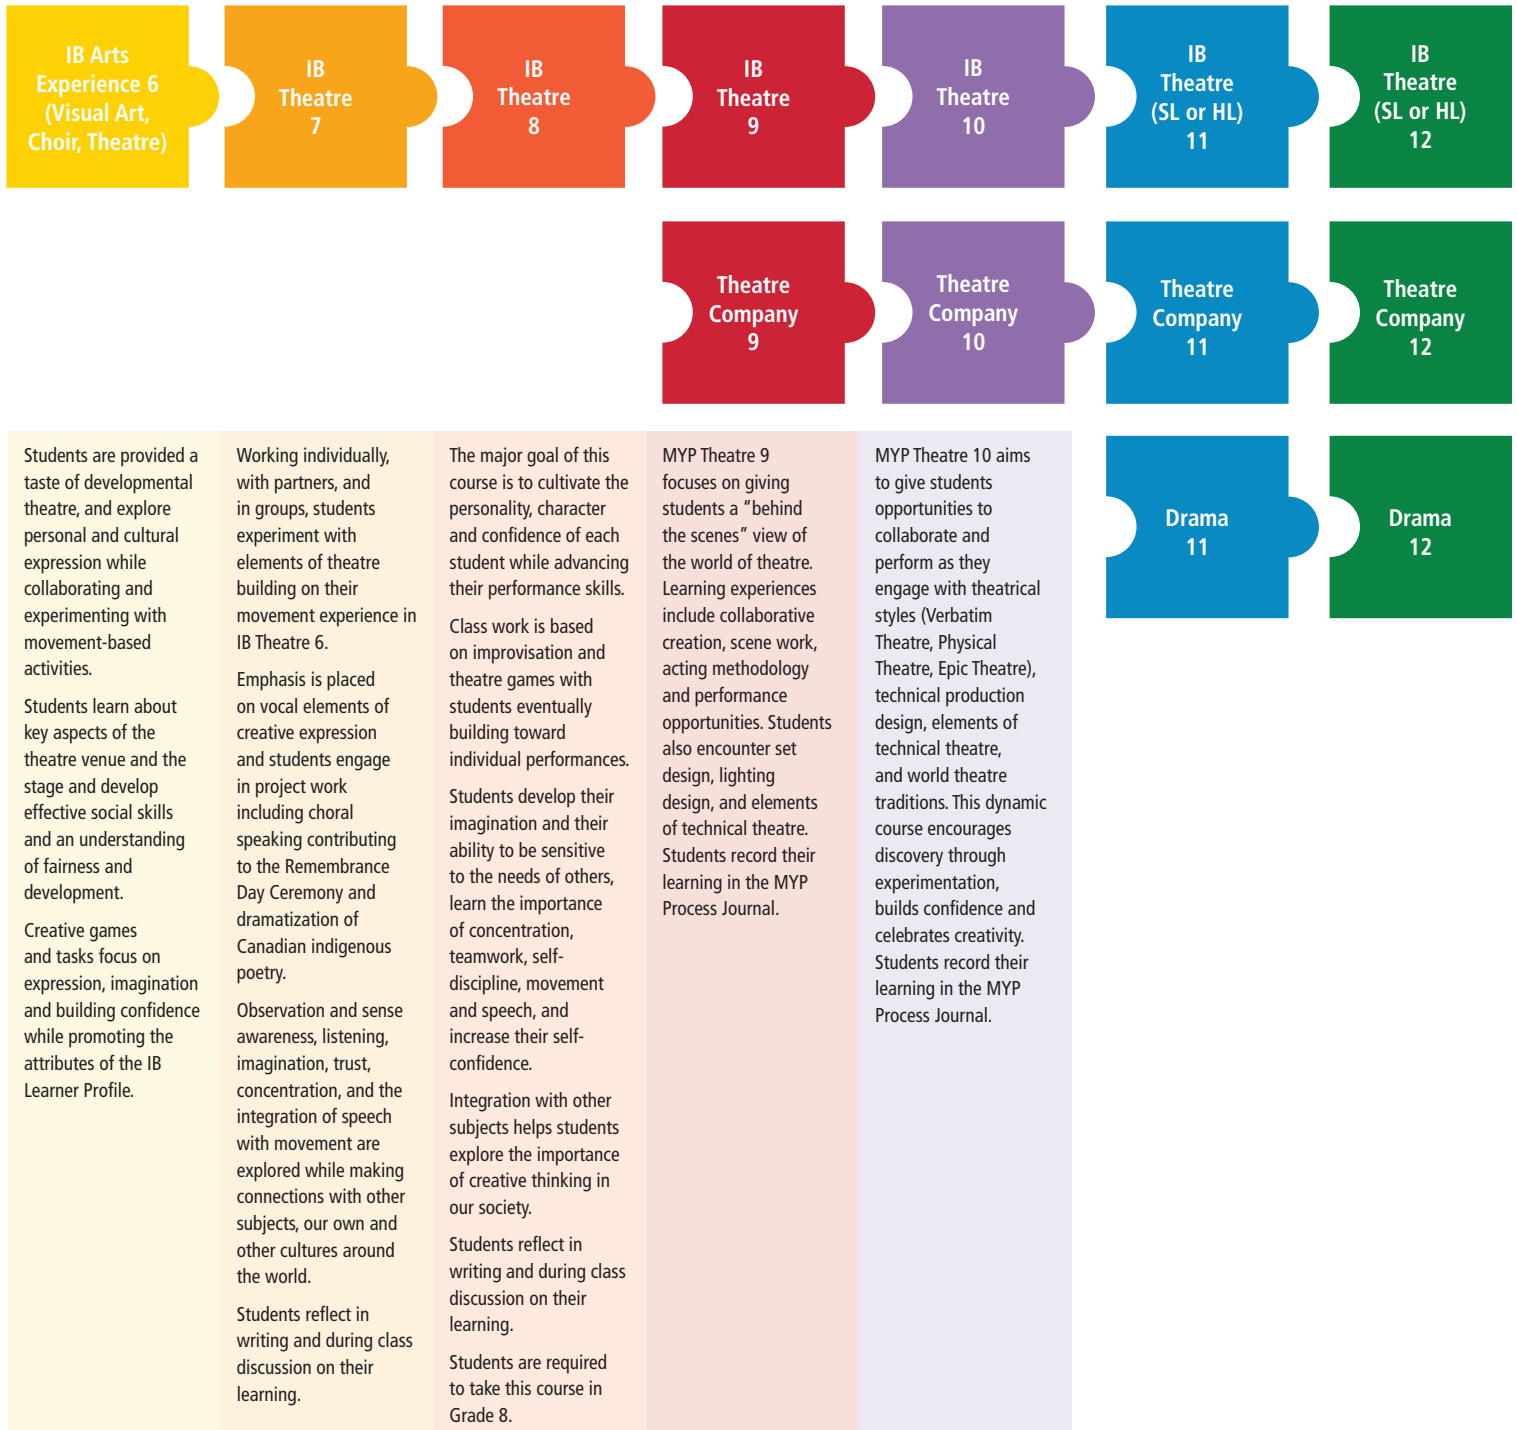 IB Arts
Experience 6
(Visual Art,
Choir, Theatre)
IB
Theatre
7
IB
Theatre
8
IB
Theatre
9
IB
Theatre
10
IB
Theatre
(SL or HL)
11
IB
Theatre
(SL or HL)
12
Theatre
Company
9
Theatre
Company
10
Theatre
Company
11
Theatre
Company
12
Drama
11
Drama
12
Students are provided a
taste of developmental
theatre, and explore
personal and cultural
expression while
collaborating and
experimenting with
movement-based
activities.
Students learn about
key aspects of the
theatre venue and the
stage and develop
effective social skills
and an understanding
of fairness and
development.
Creative games
and tasks focus on
expression, imagination
and building confidence
while promoting the
attributes of the IB
Learner Profile.
Working individually,
with partners, and
in groups, students
experiment with
elements of theatre
building on their
movement experience in
IB Theatre 6.
Emphasis is placed
on vocal elements of
creative expression
and students engage
in project work
including choral
speaking contributing
to the Remembrance
Day Ceremony and
dramatization of
Canadian indigenous
poetry.
Observation and sense
awareness, listening,
imagination, trust,
concentration, and the
integration of speech
with movement are
explored while making
connections with other
subjects, our own and
other cultures around
the world.
Students reflect in
writing and during class
discussion on their
learning.
The major goal of this
course is to cultivate the
personality, character
and confidence of each
student while advancing
their performance skills.
Class work is based
on improvisation and
theatre games with
students eventually
building toward
individual performances.
Students develop their
imagination and their
ability to be sensitive
to the needs of others,
learn the importance
of concentration,
teamwork, self-
discipline, movement
and speech, and
increase their self-
confidence.
Integration with other
subjects helps students
explore the importance
of creative thinking in
our society.
Students reflect in
writing and during class
discussion on their
learning.
Students are required
to take this course in
Grade 8.
MYP Theatre 9
focuses on giving
students a "behind
the scenes" view of
the world of theatre.
Learning experiences
include collaborative
creation, scene work,
acting methodology
and performance
opportunities. Students
also encounter set
design, lighting
design, and elements
of technical theatre.
Students record their
learning in the MYP
Process Journal.
MYP Theatre 10 aims
to give students
opportunities to
collaborate and
perform as they
engage with theatrical
styles (Verbatim
Theatre, Physical
Theatre, Epic Theatre),
technical production
design, elements of
technical theatre,
and world theatre
traditions. This dynamic
course encourages
discovery through
experimentation,
builds confidence and
celebrates creativity.
Students record their
learning in the MYP
Process Journal.